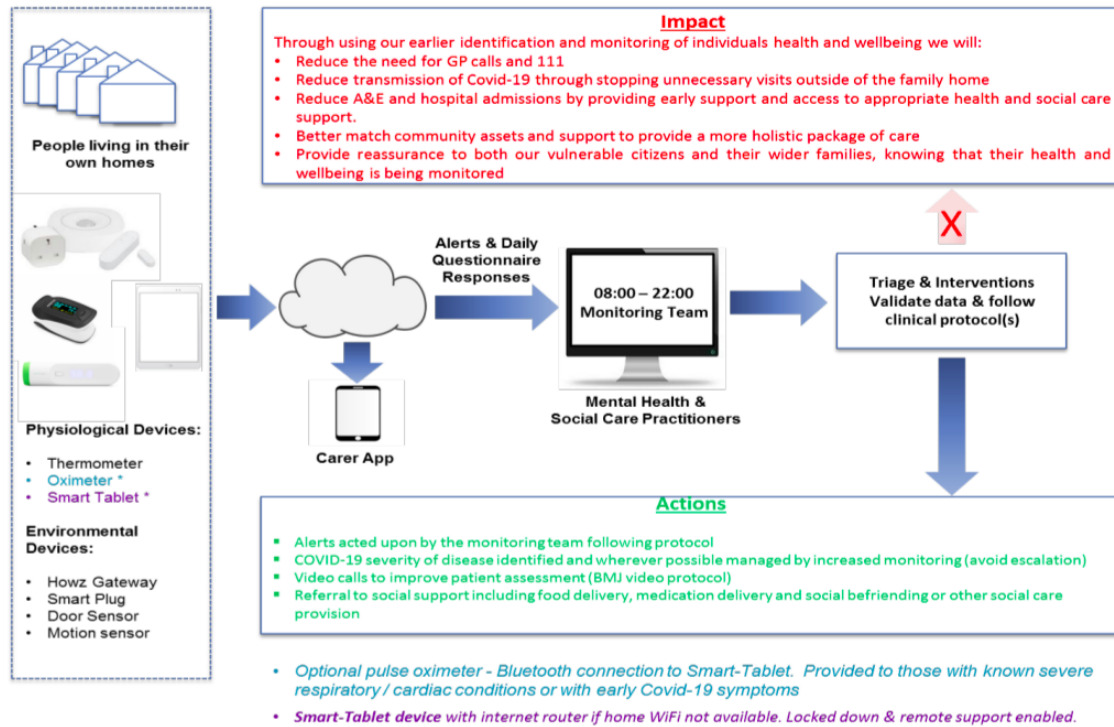 People living in their
own homes
Physiological Devices:
• Thermometer
• Oximeter *
• Smart Tablet *
Environmental
Devices:
• Howz Gateway
• Smart Plug
• Door Sensor
• Motion sensor
Impact
Through using our earlier identification and monitoring of individuals health and wellbeing we will:
• Reduce the need for GP calls and 111
• Reduce transmission of Covid-19 through stopping unnecessary visits outside of the family home
• Reduce A&E and hospital admissions by providing early support and access to appropriate health and social care
support.
• Better match community assets and support to provide a more holistic package of care
• Provide reassurance to both our vulnerable citizens and their wider families, knowing that their health and
wellbeing is being monitored
X
Alerts & Daily
Questionnaire
Responses
08:00 – 22:00
Monitoring Team
Mental Health &
Social Care Practitioners
Carer App
Triage & Interventions
Validate data & follow
clinical protocol(s)
Actions
▪ Alerts acted upon by the monitoring team following protocol
▪ COVID-19 severity of disease identified and wherever possible managed by increased monitoring (avoid escalation)
▪ Video calls to improve patient assessment (BMJ video protocol)
▪ Referral to social support including food delivery, medication delivery and social befriending or other social care
provision
• Optional pulse oximeter - Bluetooth connection to Smart-Tablet. Provided to those with known severe
respiratory / cardiac conditions or with early Covid-19 symptoms
• Smart-Tablet device with internet router if home WiFi not available. Locked down & remote support enabled.